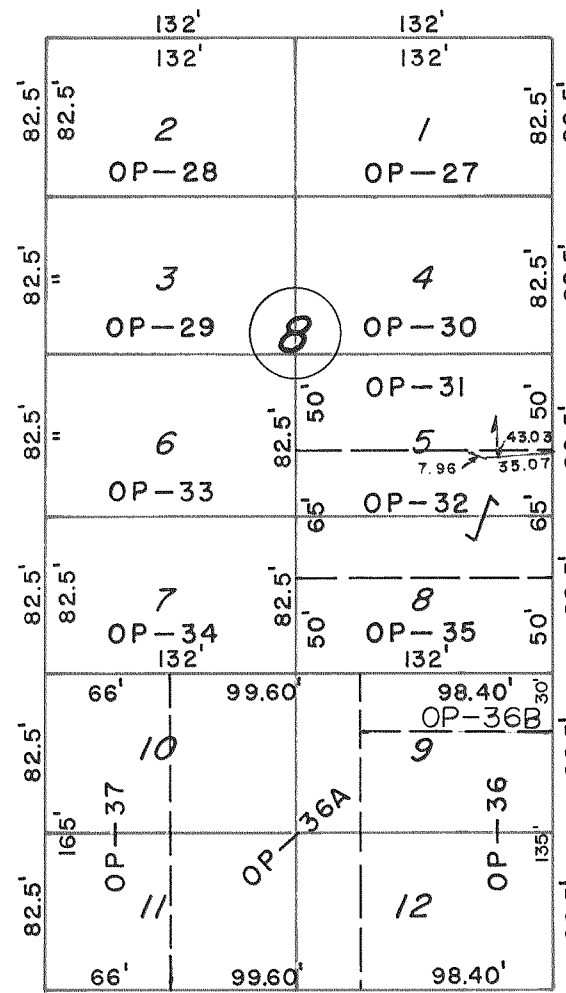 132' 132'
132' 132'
82.5' 82.5' 2 1 82.5'
OP-28 OP-27
82.5' " 3 4 82.5'
OP-29 8 OP-30
OP-31
82.5' " 6 82.5' 50' 5 43.03 50'
7.96 35.07
OP-33 65' OP-32 65'
82.5' 82.5' 7 82.5' 8
OP-34 50' OP-35 50'
132' 132'
66' 99.60' 98.40' 30'
OP-36B
82.5' 10 9
165' OP-37 OP-36A OP-36 135'
82.5' 11 12
66' 99.60' 98.40'